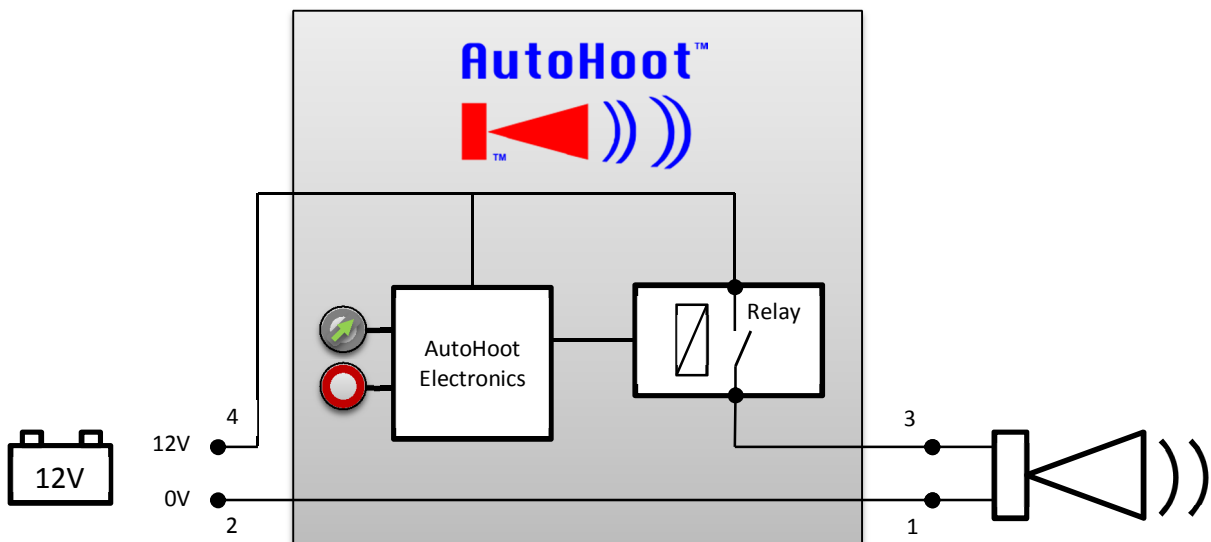 AutoHoot™
TM
Relay
AutoHoot
Electronics
4
3
12V
12V
0V
2
1